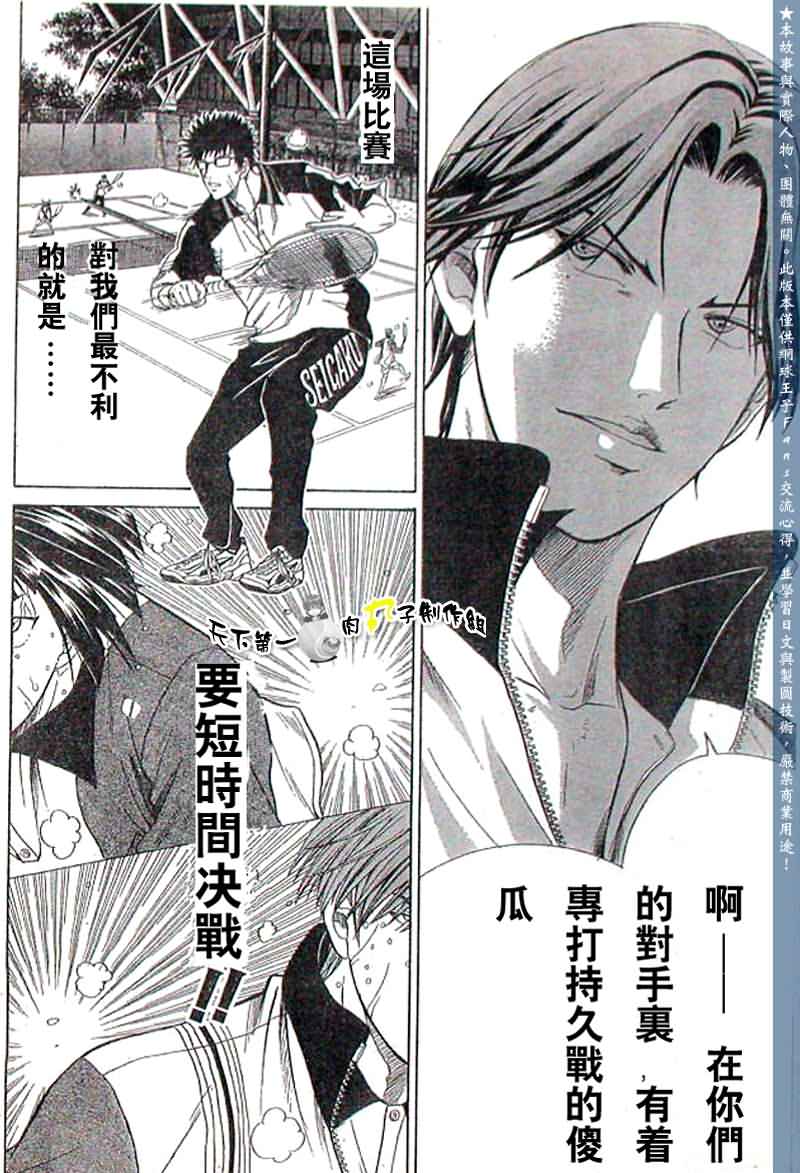 ★本故事與實際人物、團體無關。此版本僅供網球王子Fans交流心得，並學習日文與製圖技術，嚴禁商業用途！
啊——在你們
的對手裏，有着
專打持久戰的傻
瓜
這場比賽
對我們最不利
的就是……
SEIGAKU
天下第一
肉丸子制作組
要短時間決戰!!